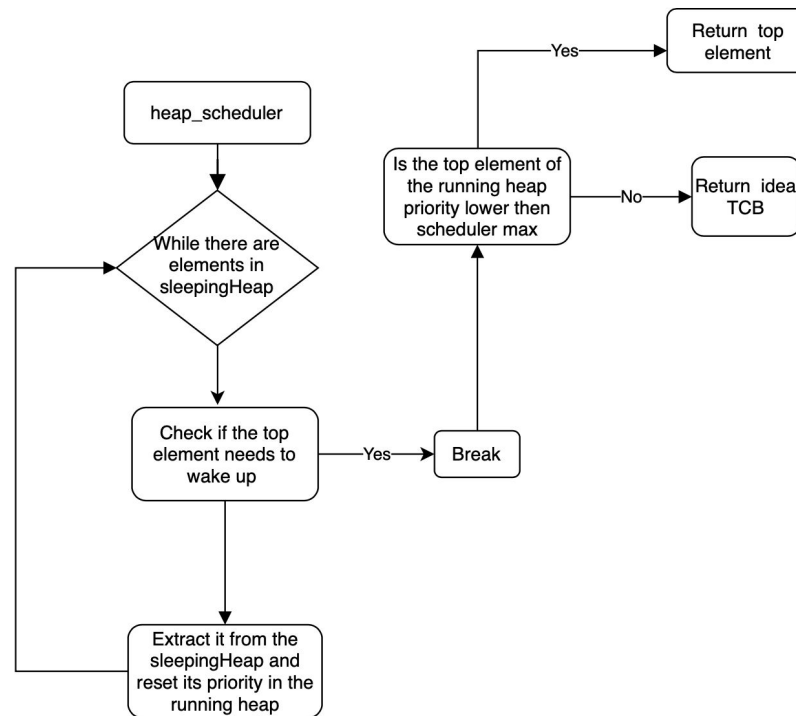 heap_scheduler
While there are
elements in
sleepingHeap
Check if the top
element needs to
wake up
Yes
Break
Extract it from the
sleepingHeap and
reset its priority in the
running heap
Is the top element of
the running heap
priority lower then
scheduler max
Yes
Return top
element
No
Return idea
TCB